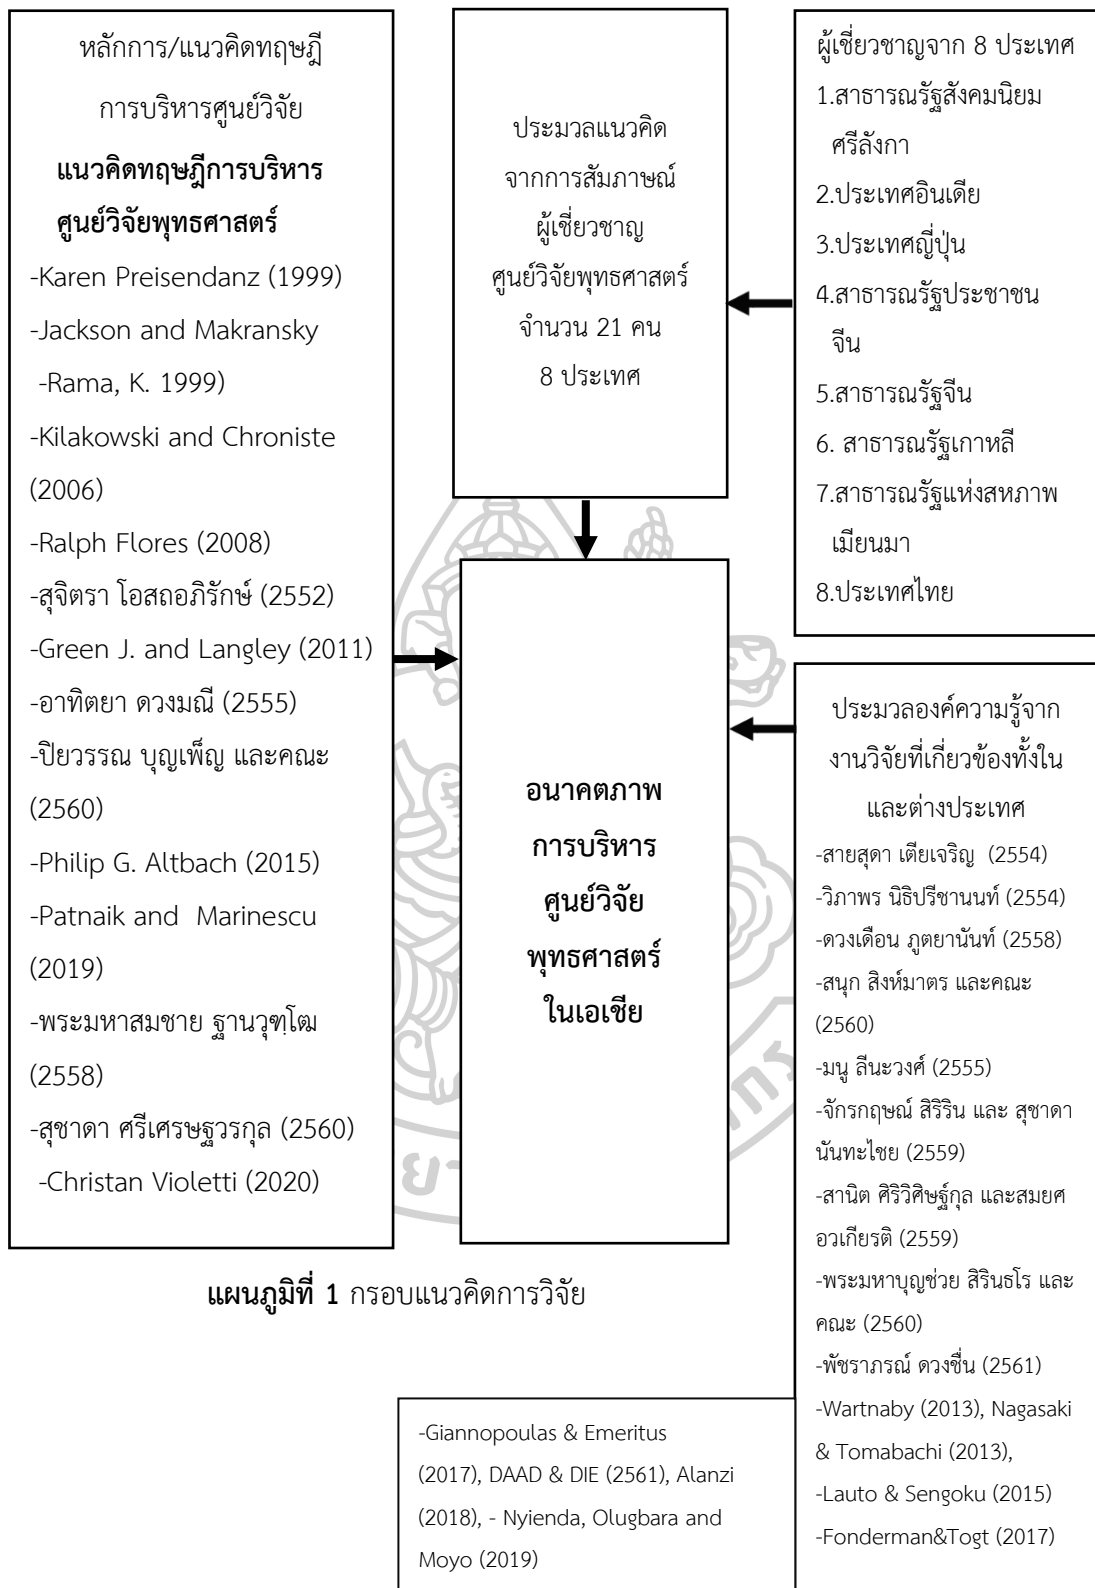 หลักการ/แนวคิดทฤษฎี
การบริหารศูนย์วิจัย
แนวคิดทฤษฎีการบริหาร
ศูนย์วิจัยพุทธศาสตร์
-Karen Preisendanz (1999)
-Jackson and Makransky
-Rama, K. 1999)
-Kilakowski and Chroniste
(2006)
-Ralph Flores (2008)
-สุจิตรา โอสถอภิรักษ์ (2552)
-Green J. and Langley (2011)
-อาทิตยา ดวงมณี (2555)
-ปิยวรรณ บุญเพ็ญ และคณะ
(2560)
-Philip G. Altbach (2015)
-Patnaik and Marinescu
(2019)
-พระมหาสมชาย ฐานวุฑฺโฒ
(2558)
-สุชาดา ศรีเศรษฐวรกุล (2560)
-Christan Violetti (2020)
ประมวลแนวคิด
จากการสัมภาษณ์
ผู้เชี่ยวชาญ
ศูนย์วิจัยพุทธศาสตร์
จำนวน 21 คน
8 ประเทศ
ผู้เชี่ยวชาญจาก 8 ประเทศ
1.สาธารณรัฐสังคมนิยม
ศรีลังกา
2.ประเทศอินเดีย
3.ประเทศญี่ปุ่น
4.สาธารณรัฐประชาชน
จีน
5.สาธารณรัฐจีน
6. สาธารณรัฐเกาหลี
7.สาธารณรัฐแห่งสหภาพ
เมียนมา
8.ประเทศไทย
อนาคตภาพ
การบริหาร
ศูนย์วิจัย
พุทธศาสตร์
ในเอเชีย
ประมวลองค์ความรู้จาก
งานวิจัยที่เกี่ยวข้องทั้งใน
และต่างประเทศ
-สายสุดา เตียเจริญ (2554)
-วิภาพร นิธิปรีชานนท์ (2554)
-ดวงเดือน ภูตยานันท์ (2558)
-สนุก สิงห์มาตร และคณะ
(2560)
-มนู ลีนะวงศ์ (2555)
-จักรกฤษณ์ สิริริน และ สุชาดา
นันทะไชย (2559)
-สานิต ศิริวิศิษฐ์กุล และสมยศ
อวเกียรติ (2559)
-พระมหาบุญช่วย สิรินธโร และ
คณะ (2560)
-พัชราภรณ์ ดวงชื่น (2561)
-Wartnaby (2013), Nagasaki
& Tomabachi (2013),
-Lauto & Sengoku (2015)
-Fonderman&Togt (2017)
แผนภูมิที่ 1 กรอบแนวคิดการวิจัย
-Giannopoulas & Emeritus
(2017), DAAD & DIE (2561), Alanzi
(2018), - Nyienda, Olugbara and
Moyo (2019)